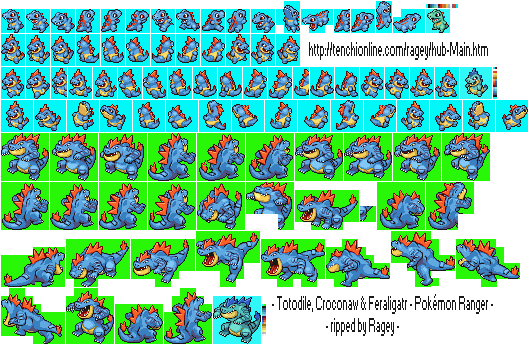 http://tenchionline.com/ragey/hub-Main.htm
- Totodile, Croconaw & Feraligatr - Pokémon Ranger -
- ripped by Ragey -